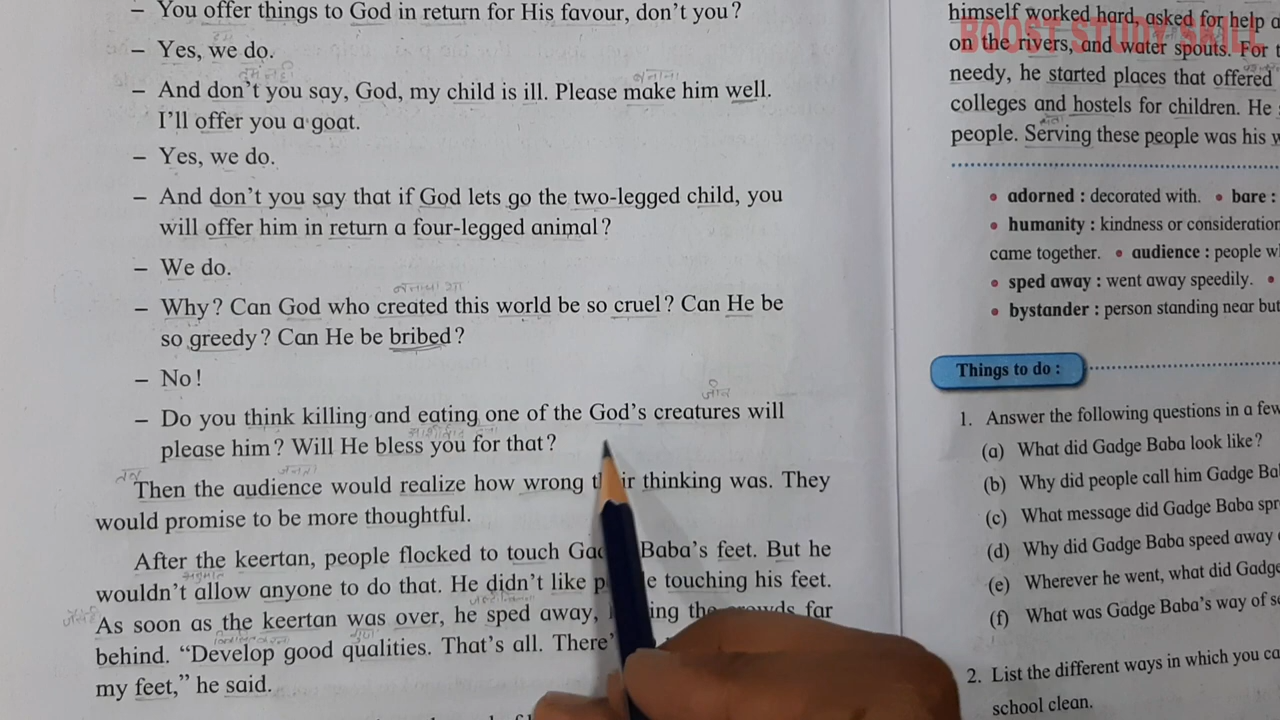 – You offer things to God in return for His favour, don't you?
– Yes, we do.
– And don't you say, God, my child is ill. Please make him well.
I'll offer you a goat.
– Yes, we do.
– And don't you say that if God lets go the two-legged child, you
will offer him in return a four-legged animal?
– We do.
– Why? Can God who created this world be so cruel? Can He be
so greedy? Can He be bribed?
– No!
– Do you think killing and eating one of the God's creatures will
please him? Will He bless you for that?
Then the audience would realize how wrong thinking was. They
would promise to be more thoughtful.
After the keertan, people flocked to touch Baba's feet. But he
wouldn't allow anyone to do that. He didn't like touching his feet.
As soon as the keertan was over, he sped away, the crowds far
behind. "Develop good qualities. That's all.
my feet," he said.
himself worked hard, asked for help
on the rivers, and water spouts. For
needy, he started places that offered
colleges and hostels for children. He
people. Serving these people was his
BOOST STUDY SKILL
• adorned : decorated with. • bare :
• humanity : kindness or consideration
came together. • audience : people
• sped away : went away speedily. •
• bystander : person standing near
Things to do :
1. Answer the following questions in a few
(a) What did Gadge Baba look like?
(b) Why did people call him Gadge
(c) What message did Gadge Baba
(d) Why did Gadge Baba speed away
(e) Wherever he went, what did
(f) What was Gadge Baba's way of
2. List the different ways in which you
school clean.